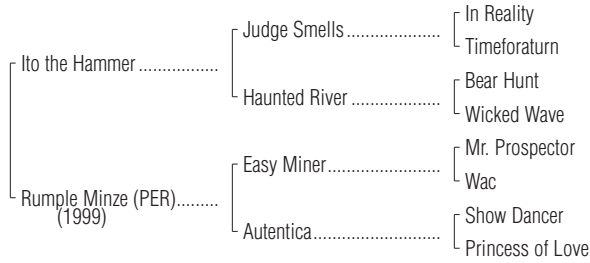 In Reality
Judge Smells...................
Timeforaturn
Ito the Hammer................
Bear Hunt
Haunted River ..................
Wicked Wave
Mr. Prospector
Easy Miner.......................
Wac
Rumple Minze (PER).........
(1999)
Show Dancer
Autentica..........................
Princess of Love